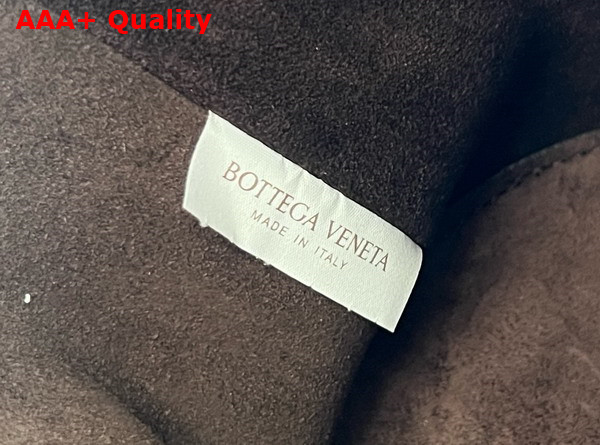 AAA+ Quality
BOTTEGA VENETA
MADE IN ITALY